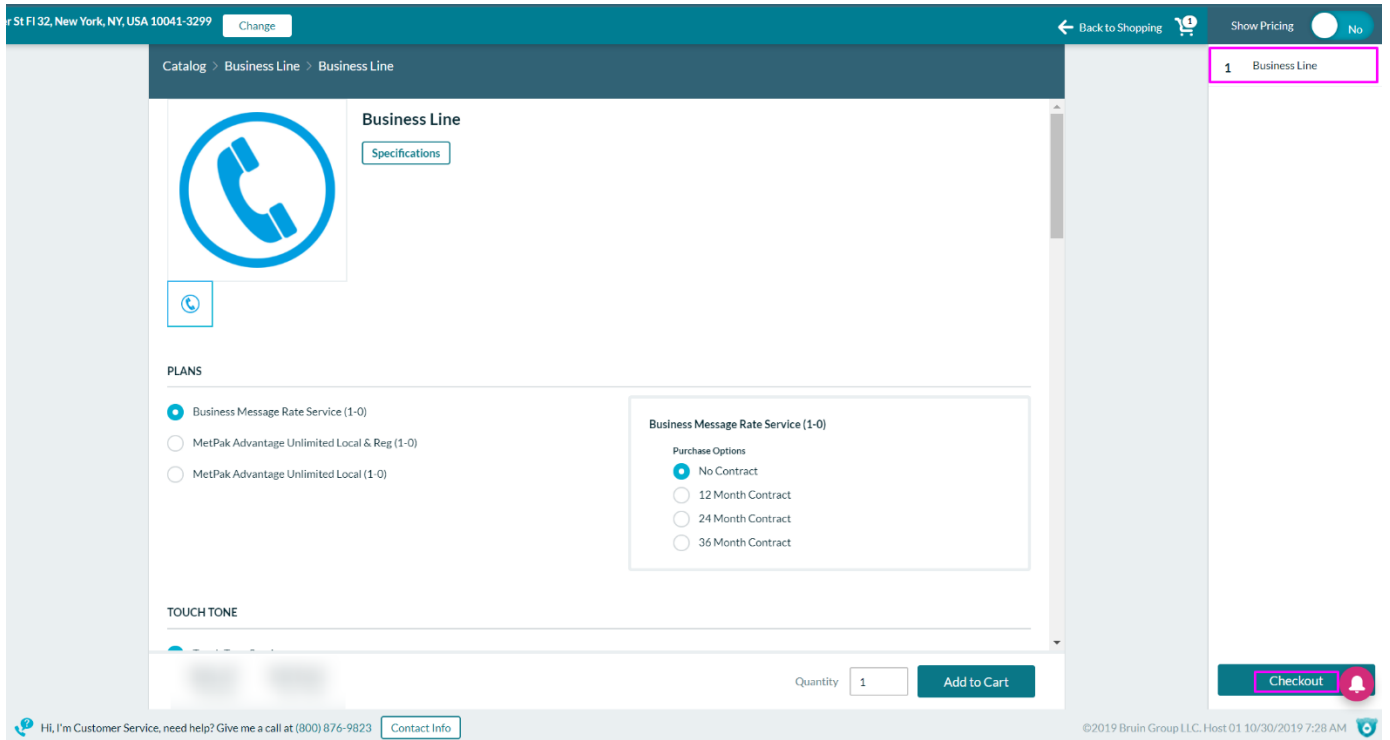 r St Fl 32, New York, NY, USA 10041-3299
Change
Back to Shopping
1
Show Pricing
No
Catalog > Business Line > Business Line
1 Business Line
Business Line
Specifications
PLANS
Business Message Rate Service (1-0)
MetPak Advantage Unlimited Local & Reg (1-0)
MetPak Advantage Unlimited Local (1-0)
Business Message Rate Service (1-0)
Purchase Options
No Contract
12 Month Contract
24 Month Contract
36 Month Contract
TOUCH TONE
Quantity 1
Add to Cart
Checkout
Hi, I'm Customer Service, need help? Give me a call at (800) 876-9823
Contact Info
©2019 Bruin Group LLC. Host 01 10/30/2019 7:28 AM